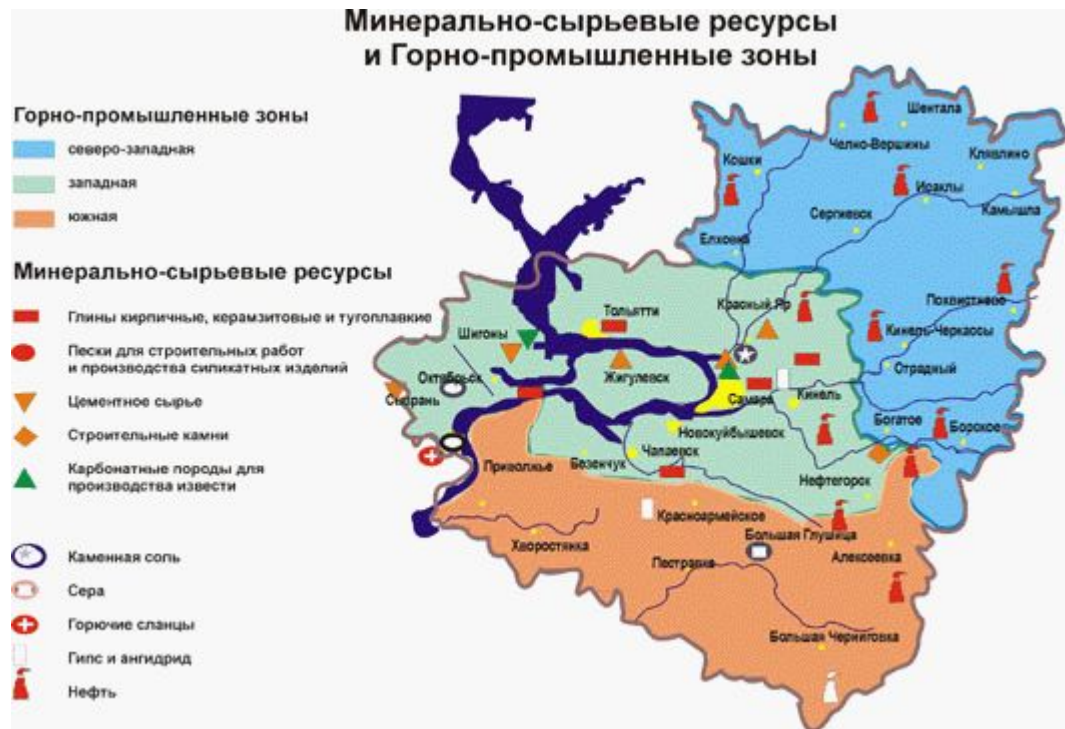 Минерально-сырьевые ресурсы
и Горно-промышленные зоны
Горно-промышленные зоны
северо-западная
западная
южная
Минерально-сырьевые ресурсы
Глины кирпичные, керамзитовые и тугоплавкие
Пески для строительных работ
и производства силикатных изделий
Цементное сырье
Строительные камни
Карбонатные породы для
производства извести
Каменная соль
Сера
Горючие сланцы
Гипс и ангидрид
Нефть
Шентала
Челно-Вершины
Кошки
Клявлино
Исаклы
Камышла
Сергиевск
Елховка
Похвистнево
Красный Яр
Тольятти
Кинель-Черкассы
Шигоны
Отрадный
Октябрьск
Жигулевск
Сызрань
Самара
Кинель
Богатое
Борское
Новокуйбышевск
Чапаевск
Безенчук
Приволжье
Нефтегорск
Красноармейское
Большая Глушица
Хворостянка
Алексеевка
Пестравка
Большая Черниговка